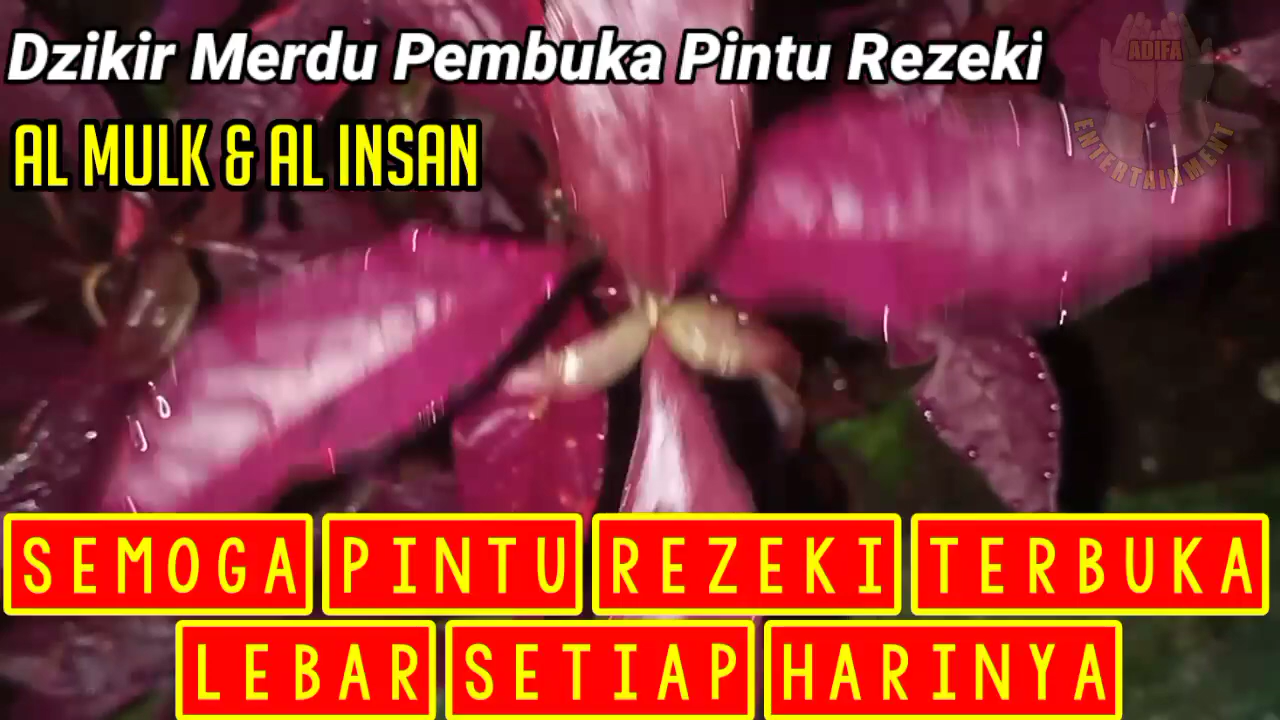 Dzikir Merdu Pembuka Pintu Rezeki
ADIFA
ENTERTAINMENT
AL MULK & AL INSAN
SEMOGA PINTU REZEKI TERBUKA
LEBAR SETIAP HARINYA